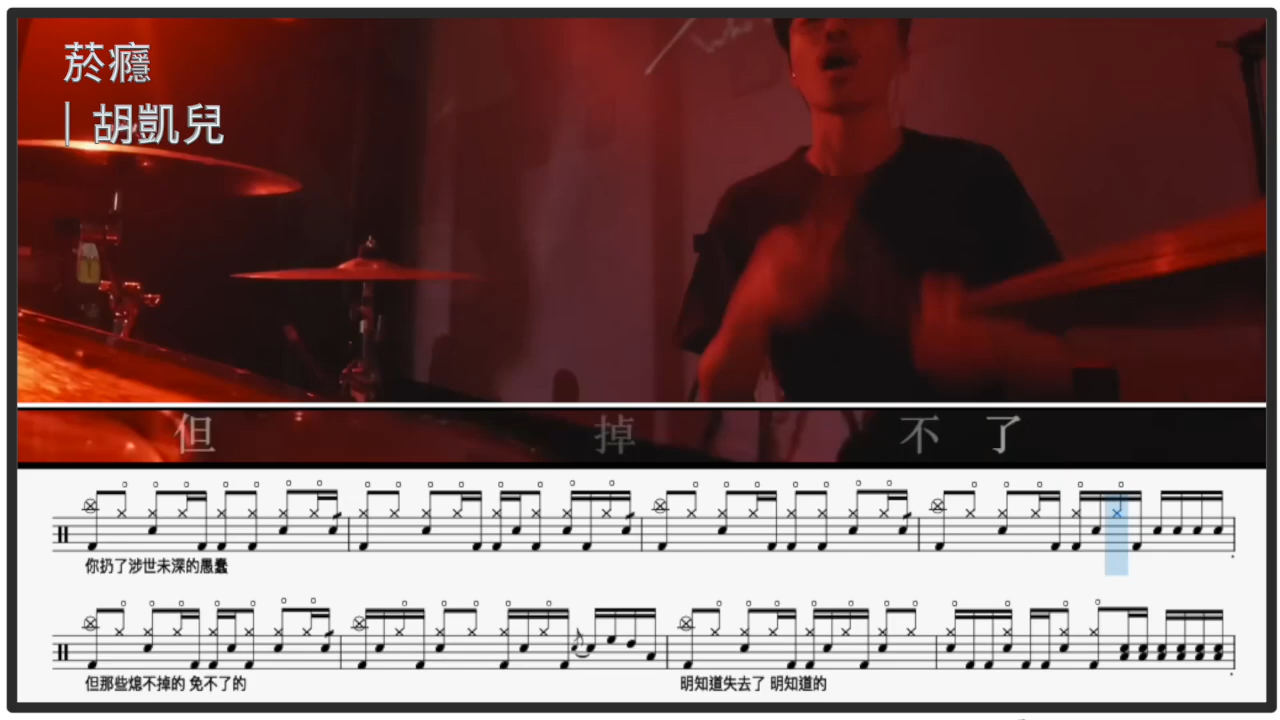 菸癮
| 胡凱兒
但 掉 不 了
你扔了涉世未深的愚蠢
但那些熄不掉的 免不了的
明知道失去了 明知道的